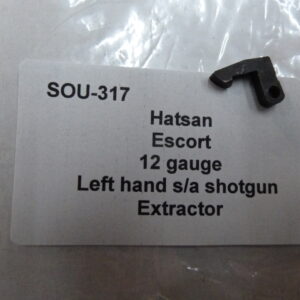 SOU-317
Hatsan
Escort
12 gauge
Left hand s/a shotgun
Extractor